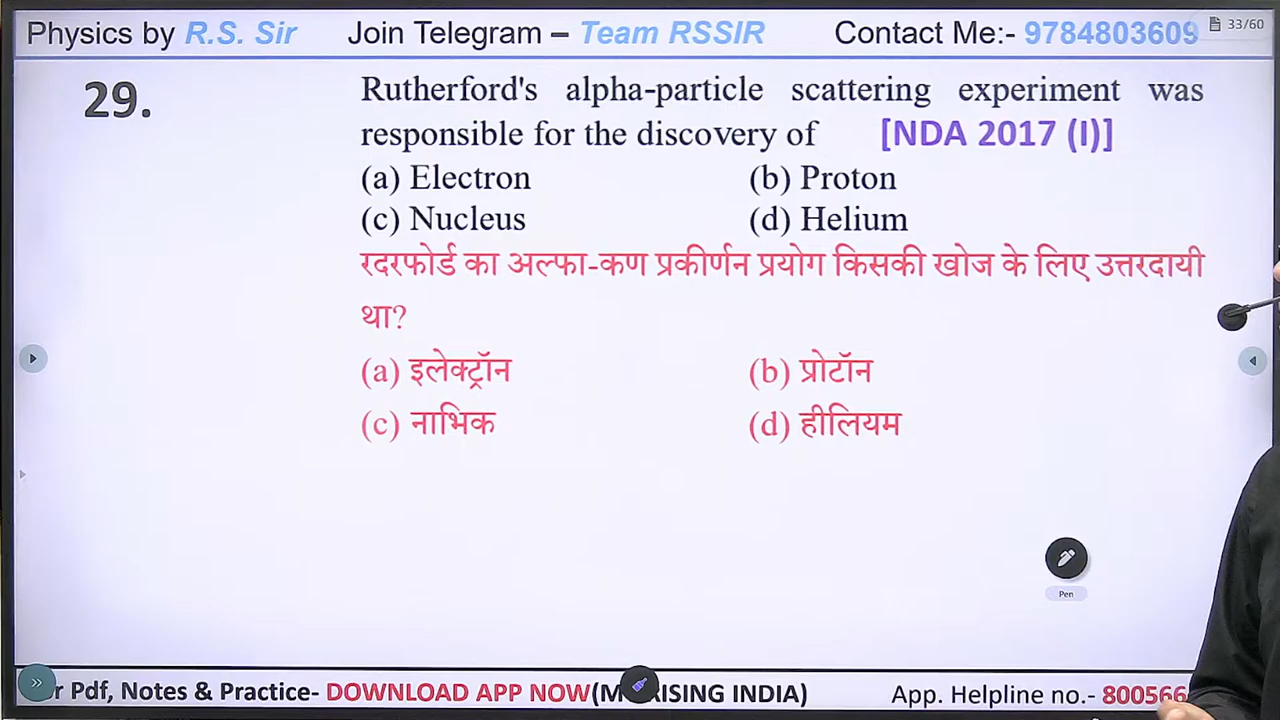 Physics by R.S. Sir Join Telegram – Team RSSIR Contact Me:- 9784803609 33/60
29. Rutherford's alpha-particle scattering experiment was
responsible for the discovery of [NDA 2017 (I)]
(a) Electron (b) Proton
(c) Nucleus (d) Helium
रदरफोर्ड का अल्फा-कण प्रकीर्णन प्रयोग किसकी खोज के लिए उत्तरदायी
था?
(a) इलेक्ट्रॉन (b) प्रोटॉन
(c) नाभिक (d) हीलियम
Pen
Pdf, Notes & Practice- DOWNLOAD APP NOW RISING INDIA) App. Helpline no.- 800566